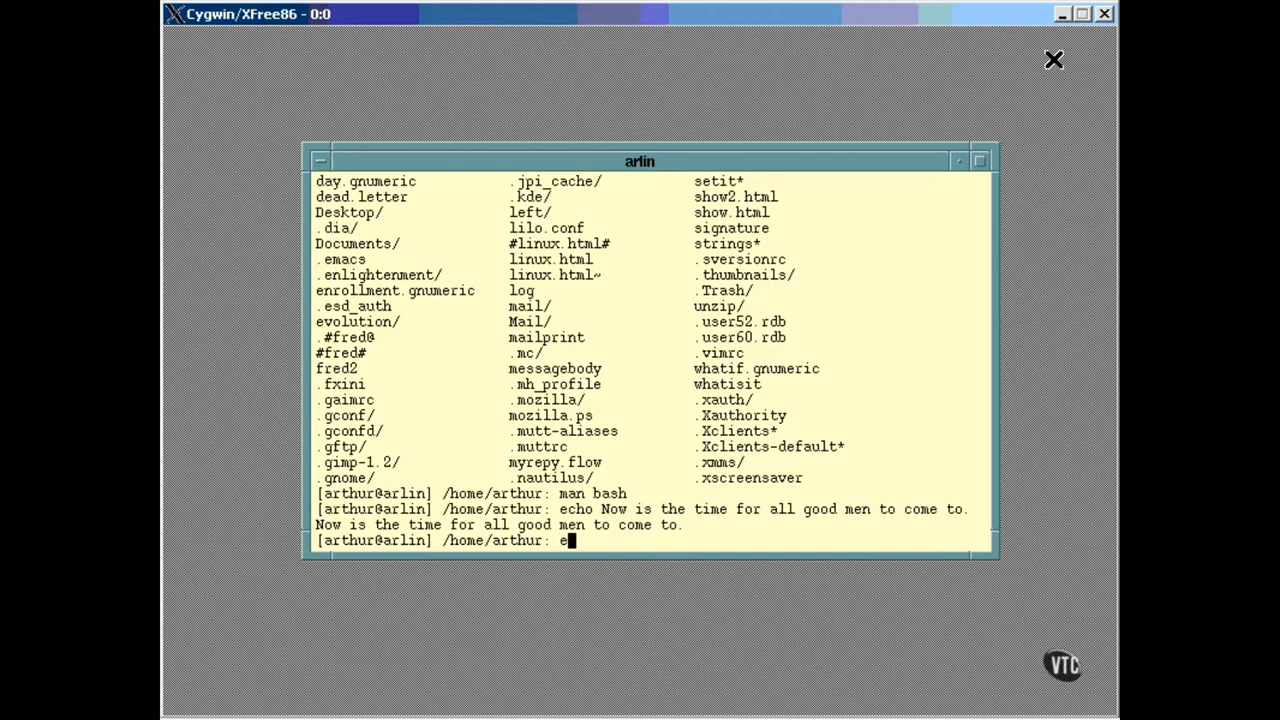 Cygwin/XFree86 - 0:0
arlin
day.gnumeric .jpi_cache/ setit*
dead.letter .kde/ show2.html
Desktop/ left/ show.html
.dia/ lilo.conf signature
Documents/ #linux.html# strings*
.emacs linux.html .sversionrc
.enlightenment/ linux.html~ .thumbnails/
enrollment.gnumeric log .Trash/
.esd_auth mail/ unzip/
evolution/ Mail/ .user52.rdb
.#fred@ mailprint .user60.rdb
#fred# .mc/ .vimrc
fred2 messagebody whatif.gnumeric
.fxini .mh_profile whatisit
.gaimrc .mozilla/ .xauth/
.gconf/ mozilla.ps .Xauthority
.gconfd/ .mutt-aliases .Xclients*
.gftp/ .muttrc .Xclients-default*
.gimp-1.2/ myrepy.flow .xmms/
.gnome/ .nautilus/ .xscreensaver
[arthur@arlin] /home/arthur: man bash
[arthur@arlin] /home/arthur: echo Now is the time for all good men to come to.
Now is the time for all good men to come to.
[arthur@arlin] /home/arthur: e
VTC